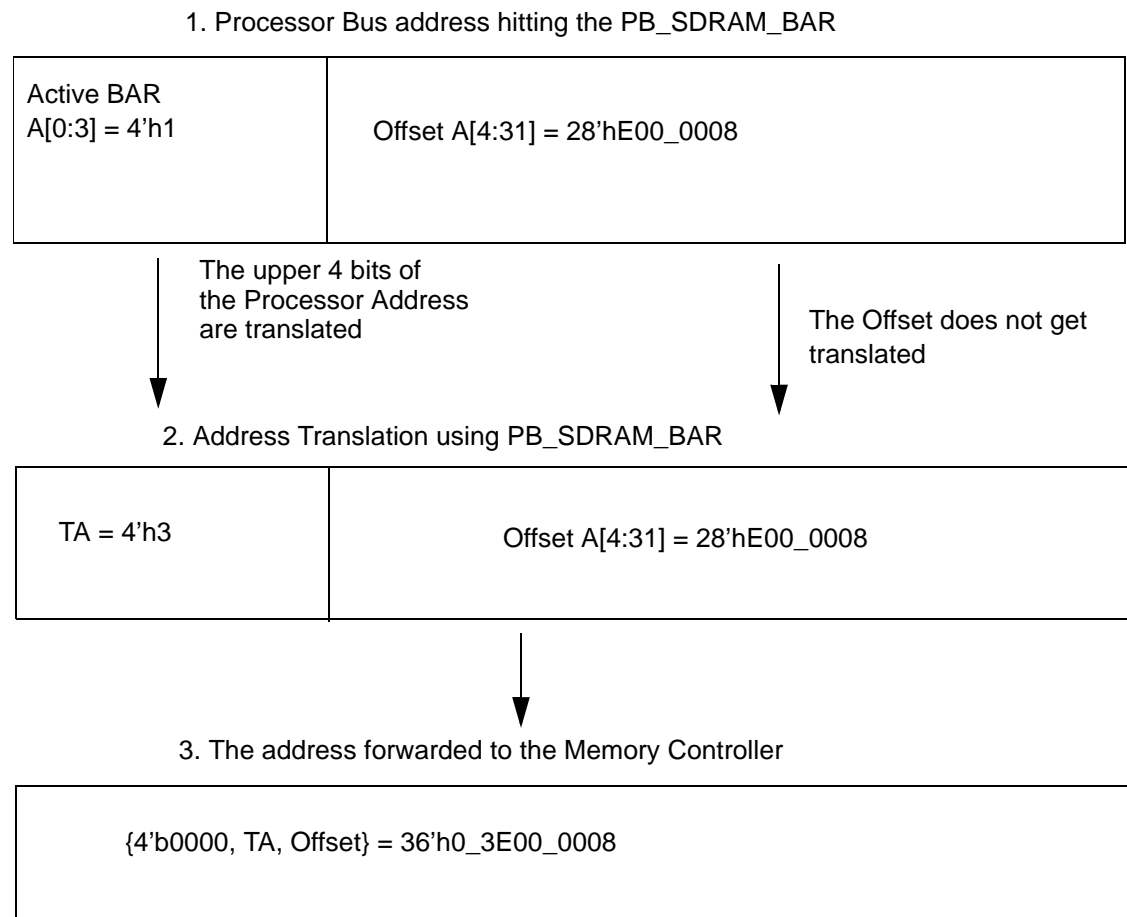 1. Processor Bus address hitting the PB_SDRAM_BAR
Active BAR
A[0:3] = 4'h1
Offset A[4:31] = 28'hE00_0008
The upper 4 bits of
the Processor Address
are translated
The Offset does not get
translated
2. Address Translation using PB_SDRAM_BAR
TA = 4'h3
Offset A[4:31] = 28'hE00_0008
3. The address forwarded to the Memory Controller
{4'b0000, TA, Offset} = 36'h0_3E00_0008